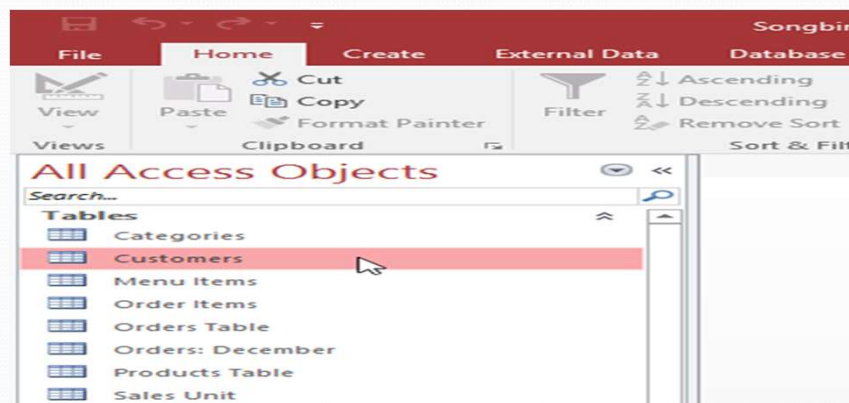 Songbir
File Home Create External Data Database
Cut
Copy
Format Painter
View Paste Filter
Ascending
Descending
Remove Sort
Views Clipboard Sort & Filt
All Access Objects
Search...
Tables
Categories
Customers
Menu Items
Order Items
Orders Table
Orders: December
Products Table
Sales Unit